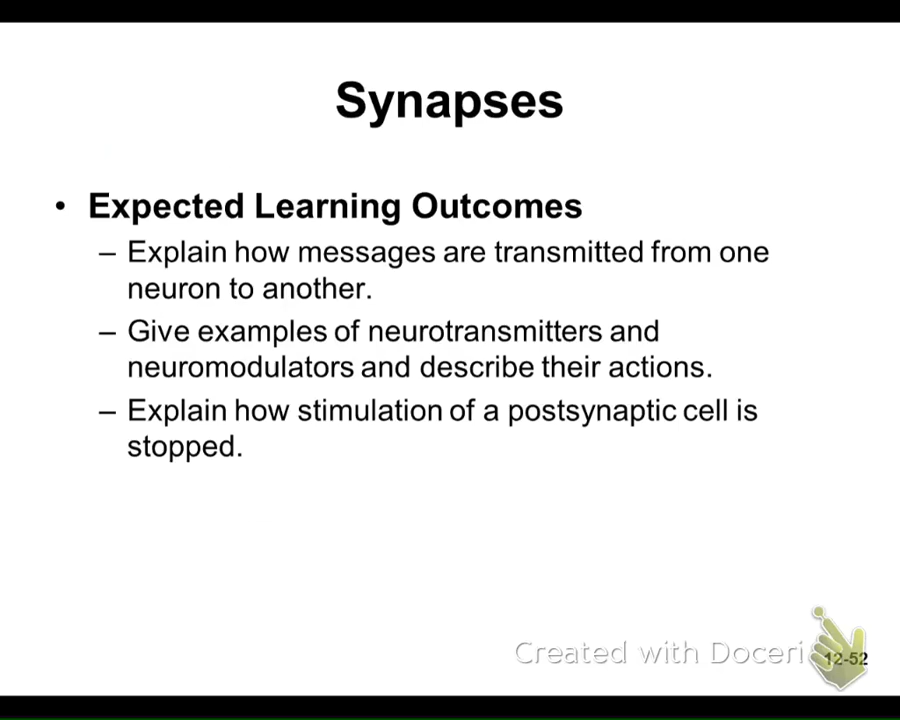 Synapses
• Expected Learning Outcomes
– Explain how messages are transmitted from one
neuron to another.
– Give examples of neurotransmitters and
neuromodulators and describe their actions.
– Explain how stimulation of a postsynaptic cell is
stopped.
Created with Doceri
12-52